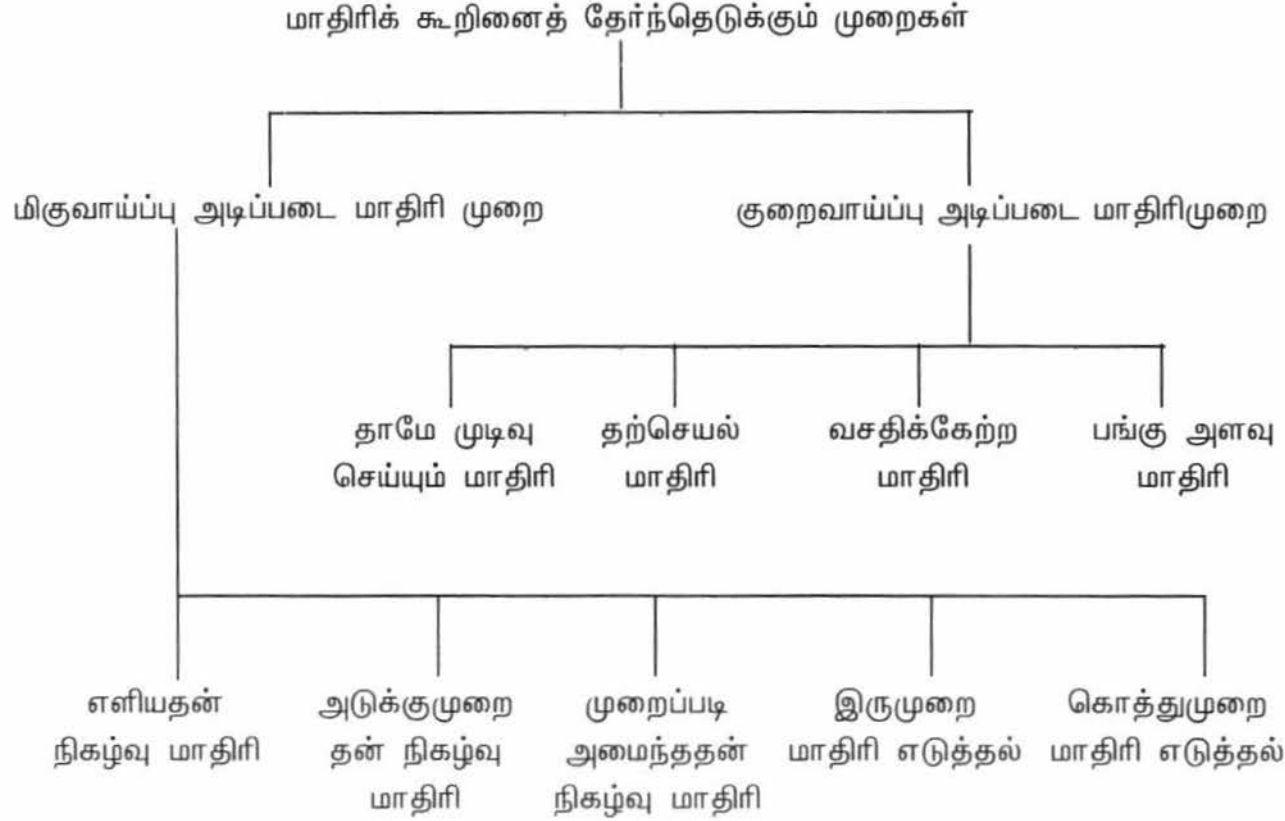 மாதிரிக் கூறினைத் தேர்ந்தெடுக்கும் முறைகள்
மிகுவாய்ப்பு அடிப்படை மாதிரி முறை
குறைவாய்ப்பு அடிப்படை மாதிரிமுறை
தாமே முடிவு
செய்யும் மாதிரி
தற்செயல்
மாதிரி
வசதிக்கேற்ற
மாதிரி
பங்கு அளவு
மாதிரி
எளியதன்
நிகழ்வு மாதிரி
அடுக்குமுறை
தன் நிகழ்வு
மாதிரி
முறைப்படி
அமைந்ததன்
நிகழ்வு மாதிரி
இருமுறை
மாதிரி எடுத்தல்
கொத்துமுறை
மாதிரி எடுத்தல்